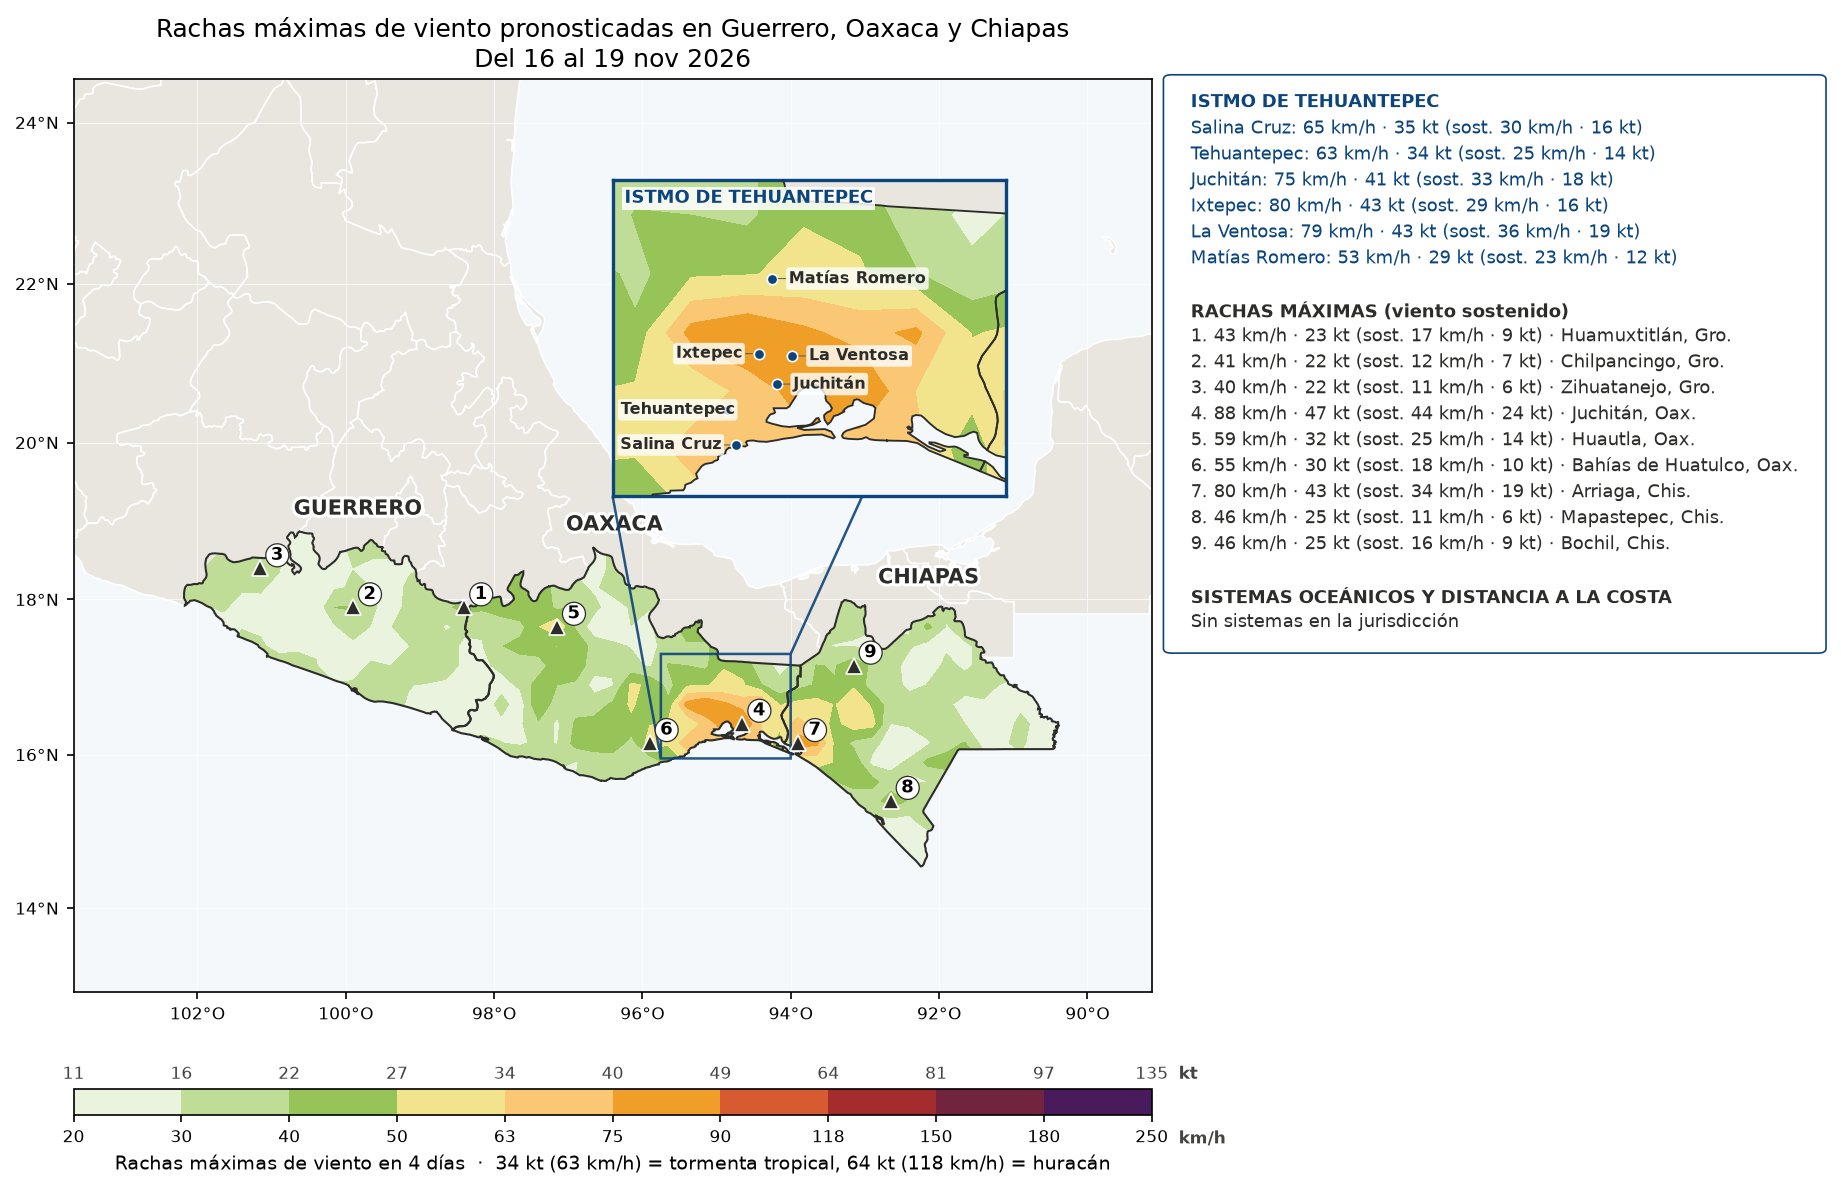 Rachas máximas de viento pronosticadas en Guerrero, Oaxaca y Chiapas
Del 16 al 19 nov 2026
24°N
22°N
20°N
18°N
16°N
14°N
102°O
100°O
98°O
96°O
94°O
92°O
90°O
ISTMO DE TEHUANTEPEC
Matías Romero
Ixtepec
La Ventosa
Juchitán
Tehuantepec
Salina Cruz
GUERRERO
OAXACA
CHIAPAS
3
2
1
5
9
4
6
7
8
ISTMO DE TEHUANTEPEC
Salina Cruz: 65 km/h · 35 kt (sost. 30 km/h · 16 kt)
Tehuantepec: 63 km/h · 34 kt (sost. 25 km/h · 14 kt)
Juchitán: 75 km/h · 41 kt (sost. 33 km/h · 18 kt)
Ixtepec: 80 km/h · 43 kt (sost. 29 km/h · 16 kt)
La Ventosa: 79 km/h · 43 kt (sost. 36 km/h · 19 kt)
Matías Romero: 53 km/h · 29 kt (sost. 23 km/h · 12 kt)
RACHAS MÁXIMAS (viento sostenido)
1. 43 km/h · 23 kt (sost. 17 km/h · 9 kt) · Huamuxtitlán, Gro.
2. 41 km/h · 22 kt (sost. 12 km/h · 7 kt) · Chilpancingo, Gro.
3. 40 km/h · 22 kt (sost. 11 km/h · 6 kt) · Zihuatanejo, Gro.
4. 88 km/h · 47 kt (sost. 44 km/h · 24 kt) · Juchitán, Oax.
5. 59 km/h · 32 kt (sost. 25 km/h · 14 kt) · Huautla, Oax.
6. 55 km/h · 30 kt (sost. 18 km/h · 10 kt) · Bahías de Huatulco, Oax.
7. 80 km/h · 43 kt (sost. 34 km/h · 19 kt) · Arriaga, Chis.
8. 46 km/h · 25 kt (sost. 11 km/h · 6 kt) · Mapastepec, Chis.
9. 46 km/h · 25 kt (sost. 16 km/h · 9 kt) · Bochil, Chis.
SISTEMAS OCEÁNICOS Y DISTANCIA A LA COSTA
Sin sistemas en la jurisdicción
11 16 22 27 34 40 49 64 81 97 135 kt
20 30 40 50 63 75 90 118 150 180 250 km/h
Rachas máximas de viento en 4 días · 34 kt (63 km/h) = tormenta tropical, 64 kt (118 km/h) = huracán